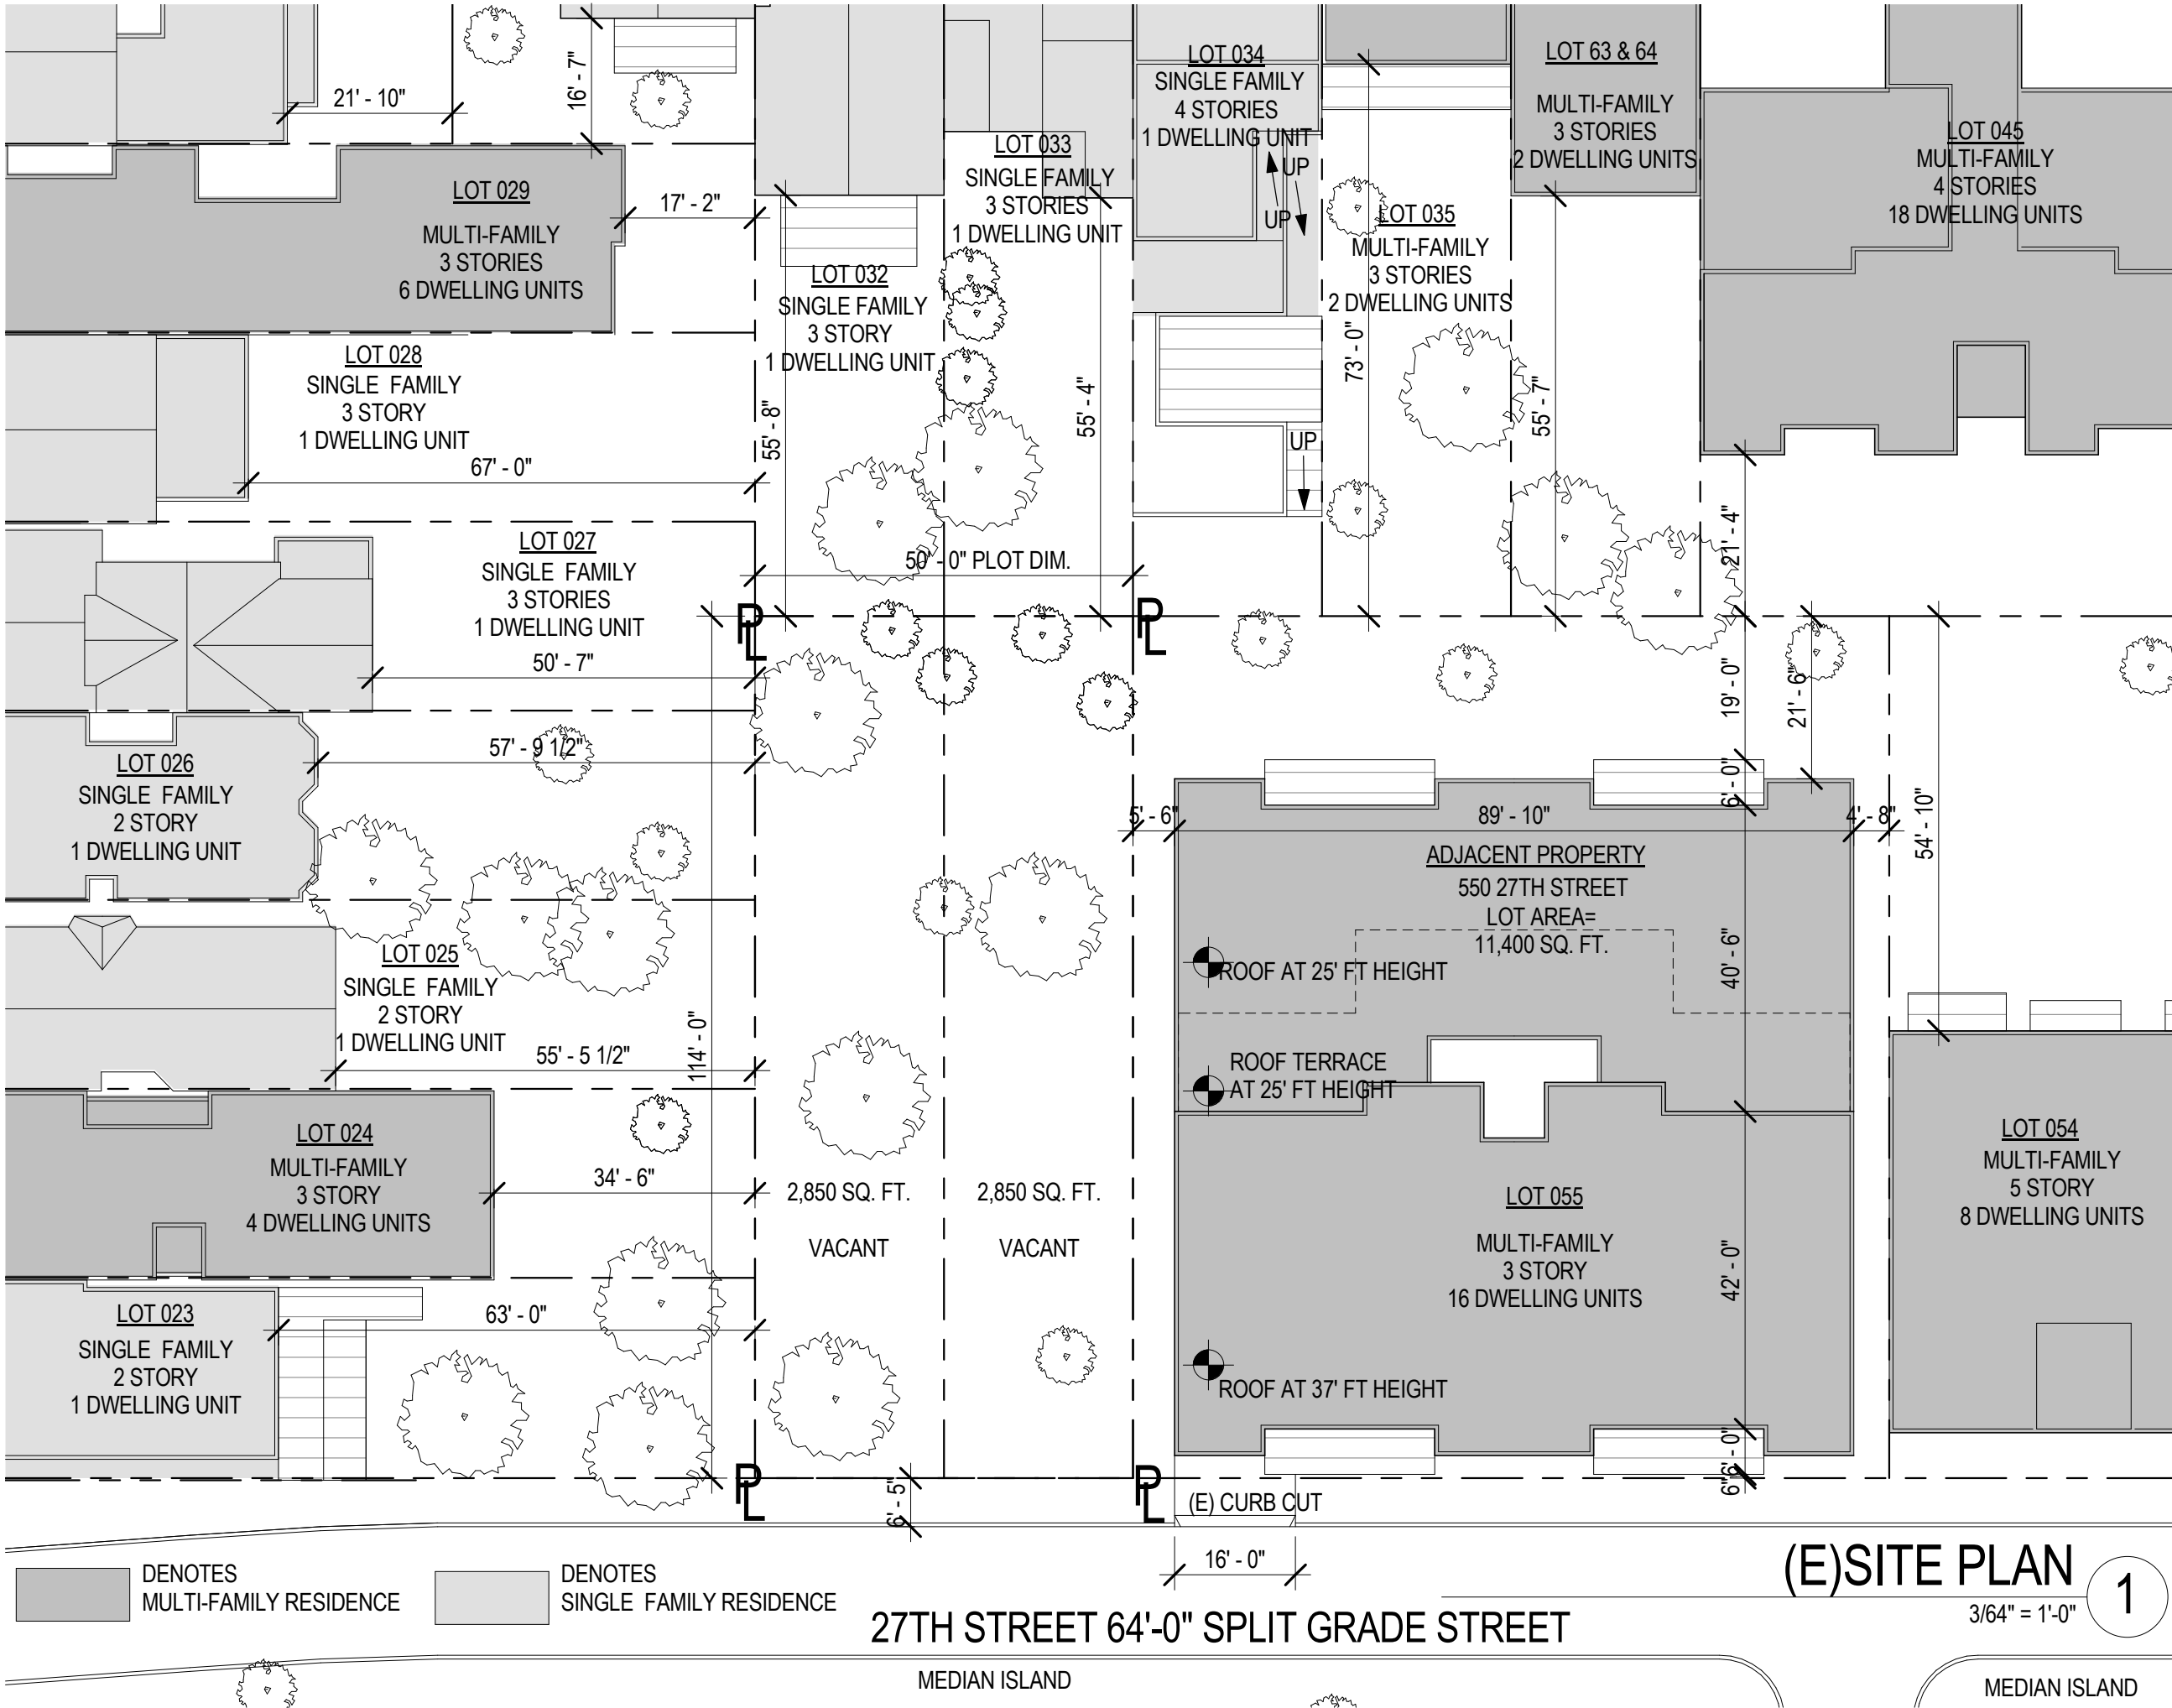 21' - 10"
16' - 7"
LOT 029
MULTI-FAMILY
3 STORIES
6 DWELLING UNITS
17' - 2"
LOT 028
SINGLE FAMILY
3 STORY
1 DWELLING UNIT
67' - 0"
LOT 032
SINGLE FAMILY
3 STORY
1 DWELLING UNIT
55' - 8"
LOT 033
SINGLE FAMILY
3 STORIES
1 DWELLING UNIT
55' - 4"
LOT 034
SINGLE FAMILY
4 STORIES
1 DWELLING UNIT
UP
UP
UP
LOT 035
MULTI-FAMILY
3 STORIES
2 DWELLING UNITS
73' - 0"
LOT 63 & 64
MULTI-FAMILY
3 STORIES
2 DWELLING UNITS
55' - 7"
LOT 045
MULTI-FAMILY
4 STORIES
18 DWELLING UNITS
21' - 4"
LOT 027
SINGLE FAMILY
3 STORIES
1 DWELLING UNIT
50' - 7"
50' - 0" PLOT DIM.
PL
PL
LOT 026
SINGLE FAMILY
2 STORY
1 DWELLING UNIT
57' - 9 1/2"
19' - 0"
21' - 6"
6' - 0"
5' - 6"
89' - 10"
4' - 8"
54' - 10"
ADJACENT PROPERTY
550 27TH STREET
LOT AREA=
11,400 SQ. FT.
ROOF AT 25' FT HEIGHT
40' - 6"
LOT 025
SINGLE FAMILY
2 STORY
1 DWELLING UNIT
55' - 5 1/2"
114' - 0"
ROOF TERRACE
AT 25' FT HEIGHT
LOT 024
MULTI-FAMILY
3 STORY
4 DWELLING UNITS
34' - 6"
2,850 SQ. FT.
VACANT
2,850 SQ. FT.
VACANT
LOT 055
MULTI-FAMILY
3 STORY
16 DWELLING UNITS
42' - 0"
LOT 054
MULTI-FAMILY
5 STORY
8 DWELLING UNITS
LOT 023
SINGLE FAMILY
2 STORY
1 DWELLING UNIT
63' - 0"
ROOF AT 37' FT HEIGHT
6' - 0"
6"
PL
PL
6' - 5"
(E) CURB CUT
16' - 0"
DENOTES
MULTI-FAMILY RESIDENCE
DENOTES
SINGLE FAMILY RESIDENCE
27TH STREET 64'-0" SPLIT GRADE STREET
(E)SITE PLAN
1
3/64" = 1'-0"
MEDIAN ISLAND
MEDIAN ISLAND